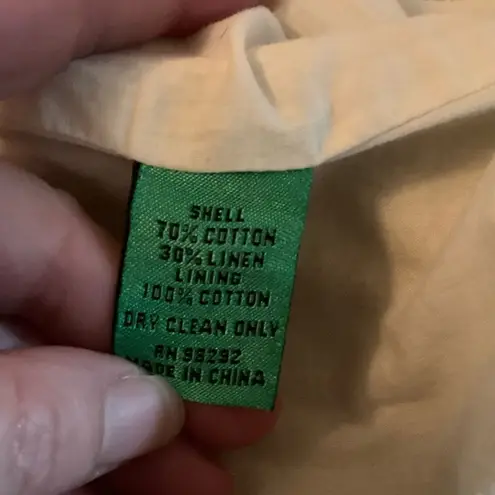 SHELL
70% COTTON
30% LINEN
LINING
100% COTTON
DRY CLEAN ONLY
RN 98292
MADE IN CHINA